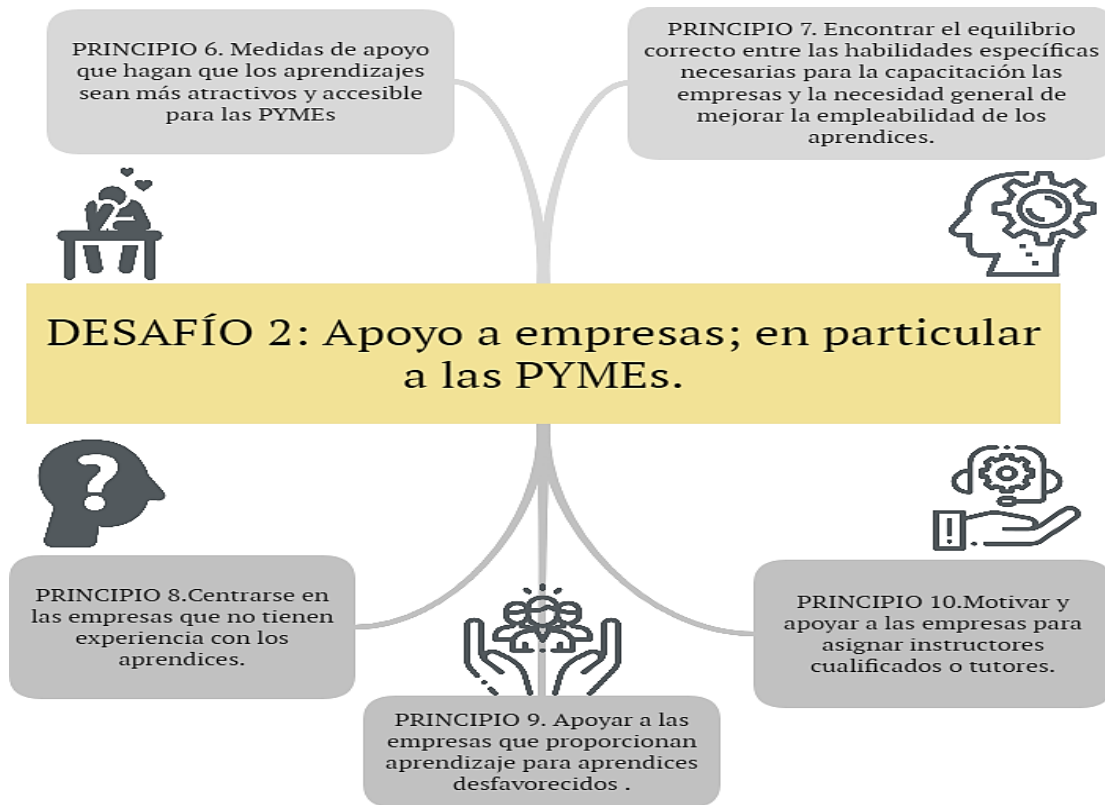 PRINCIPIO 6. Medidas de apoyo
que hagan que los aprendizajes
sean más atractivos y accesible
para las PYMEs
PRINCIPIO 7. Encontrar el equilibrio
correcto entre las habilidades específicas
necesarias para la capacitación las
empresas y la necesidad general de
mejorar la empleabilidad de los
aprendices.
DESAFÍO 2: Apoyo a empresas; en particular
a las PYMEs.
?
PRINCIPIO 8.Centrarse en
las empresas que no tienen
experiencia con los
aprendices.
PRINCIPIO 9. Apoyar a las
empresas que proporcionan
aprendizaje para aprendices
desfavorecidos .
PRINCIPIO 10.Motivar y
apoyar a las empresas para
asignar instructores
cualificados o tutores.